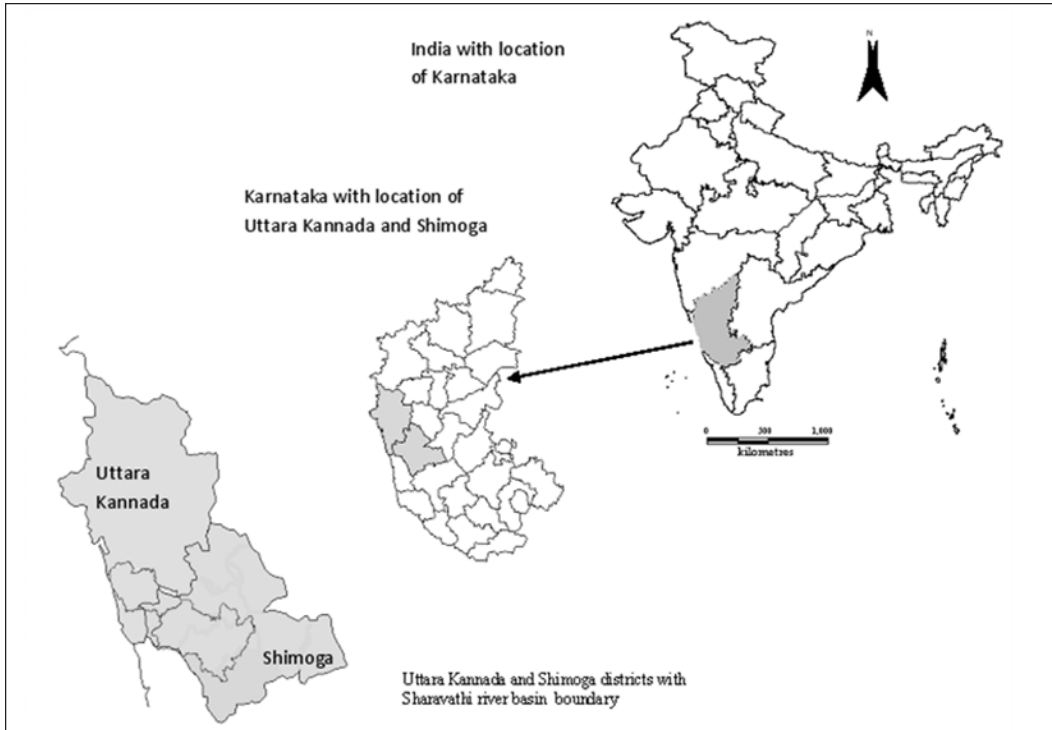 India with location
of Karnataka
N
Karnataka with location of
Uttara Kannada and Shimoga
0 500 1,000
kilometres
Uttara
Kannada
Shimoga
Uttara Kannada and Shimoga districts with
Sharavathi river basin boundary